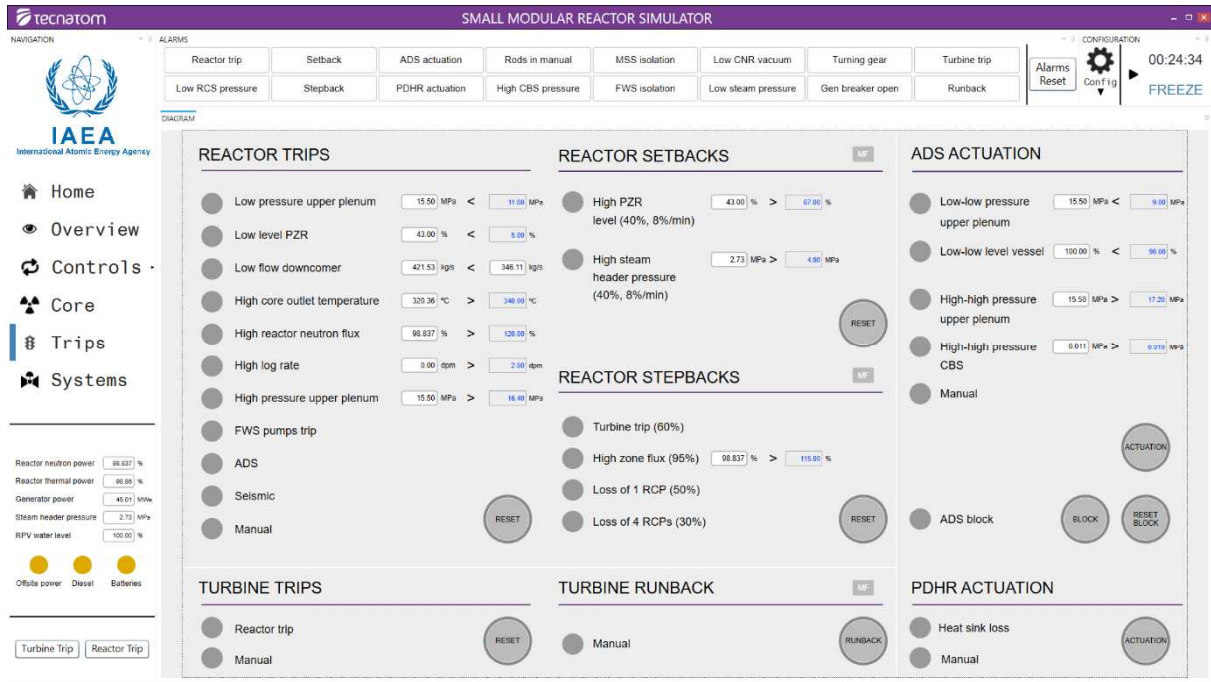 tecnatom
SMALL MODULAR REACTOR SIMULATOR
NAVIGATION
ALARMS
CONFIGURATION
Reactor trip
Setback
ADS actuation
Rods in manual
MSS isolation
Low CNR vacuum
Turning gear
Turbine trip
Low RCS pressure
Stepback
PDHR actuation
High CBS pressure
FWS isolation
Low steam pressure
Gen breaker open
Runback
Alarms
Reset
Config
00:24:34
FREEZE
DIAGRAM
IAEA
International Atomic Energy Agency
Home
Overview
Controls
Core
Trips
Systems
Reactor neutron power 98.837 %
Reactor thermal power %
Generator power 45.01 MWe
Steam header pressure 2.73 MPa
RPV water level 100.00 %
Offsite power Diesel Batteries
Turbine Trip Reactor Trip
REACTOR TRIPS
Low pressure upper plenum 15.50 MPa < 11.00 MPa
Low level PZR 43.00 % < 5.00 %
Low flow downcomer 421.53 kg/s < 346.11 kg/s
High core outlet temperature 320.36 °C > 340.00 °C
High reactor neutron flux 98.837 % > 120.00 %
High log rate 0.00 dpm > 2.00 dpm
High pressure upper plenum 15.50 MPa > 16.40 MPa
FWS pumps trip
ADS
Seismic
Manual
RESET
REACTOR SETBACKS
MF
High PZR
level (40%, 8%/min)
43.00 % > 67.00 %
High steam
header pressure
(40%, 8%/min)
2.73 MPa > 4.90 MPa
RESET
REACTOR STEPBACKS
MF
Turbine trip (60%)
High zone flux (95%) 98.837 % > 115.00 %
Loss of 1 RCP (50%)
Loss of 4 RCPs (30%)
RESET
ADS ACTUATION
Low-low pressure
upper plenum
15.50 MPa < 9.00 MPa
Low-low level vessel 100.00 % < 90.00 %
High-high pressure
upper plenum
15.50 MPa > 17.20 MPa
High-high pressure
CBS
0.011 MPa > MPa
Manual
ACTUATION
ADS block
BLOCK
RESET
BLOCK
TURBINE TRIPS
Reactor trip
Manual
RESET
TURBINE RUNBACK
MF
Manual
RUNBACK
PDHR ACTUATION
Heat sink loss
Manual
ACTUATION